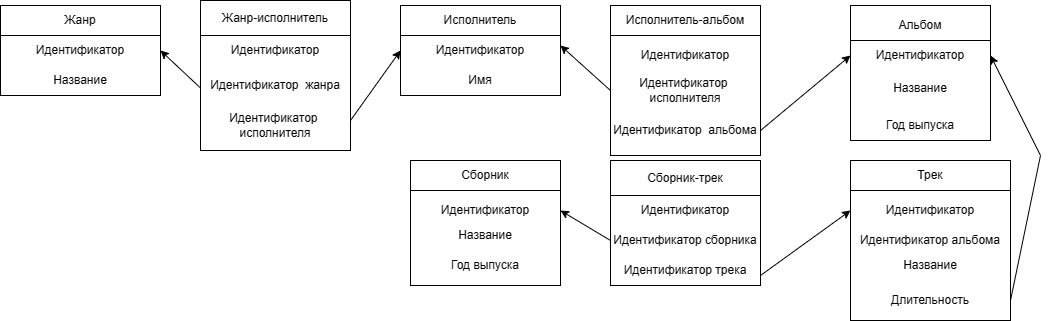 Жанр
Идентификатор
Название
Жанр-исполнитель
Идентификатор
Идентификатор жанра
Идентификатор
исполнителя
Исполнитель
Идентификатор
Имя
Исполнитель-альбом
Идентификатор
Идентификатор
исполнителя
Идентификатор альбома
Альбом
Идентификатор
Название
Год выпуска
Сборник
Идентификатор
Название
Год выпуска
Сборник-трек
Идентификатор
Идентификатор сборника
Идентификатор трека
Трек
Идентификатор
Идентификатор альбома
Название
Длительность